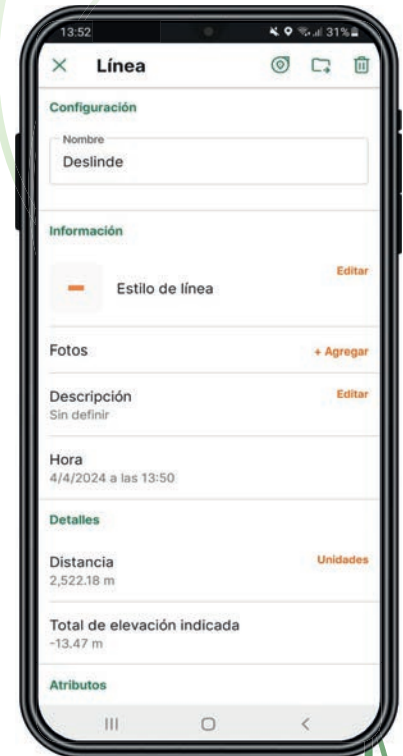 13:52
31%
Línea
Configuración
Nombre
Deslinde
Información
Editar
Estilo de línea
Fotos
+ Agregar
Descripción
Editar
Sin definir
Hora
4/4/2024 a las 13:50
Detalles
Distancia
Unidades
2,522.18 m
Total de elevación indicada
-13.47 m
Atributos